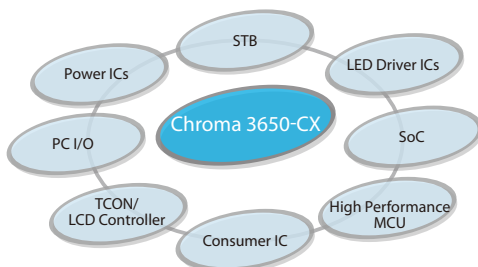 STB
Power ICs
LED Driver ICs
Chroma 3650-CX
PC I/O
SoC
TCON/
LCD Controller
High Performance
MCU
Consumer IC